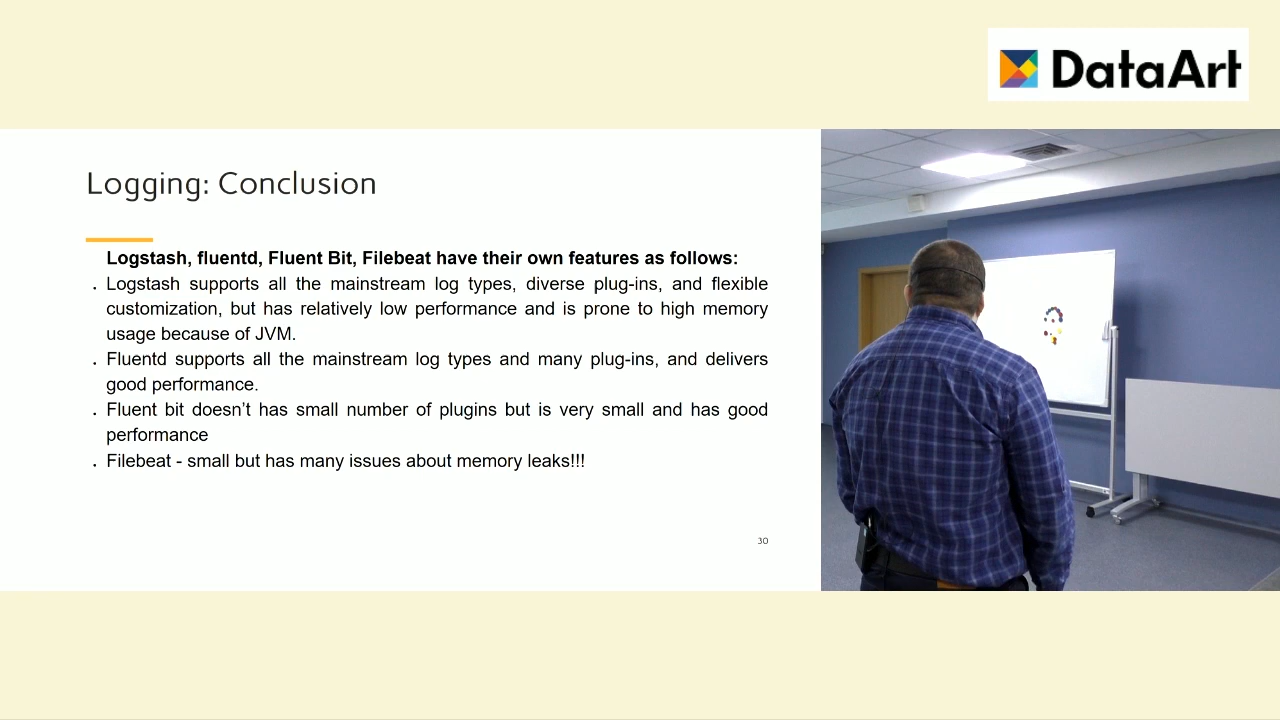 DataArt
Logging: Conclusion
Logstash, fluentd, Fluent Bit, Filebeat have their own features as follows:
. Logstash supports all the mainstream log types, diverse plug-ins, and flexible
customization, but has relatively low performance and is prone to high memory
usage because of JVM.
. Fluentd supports all the mainstream log types and many plug-ins, and delivers
good performance.
. Fluent bit doesn’t has small number of plugins but is very small and has good
performance
. Filebeat - small but has many issues about memory leaks!!!
30